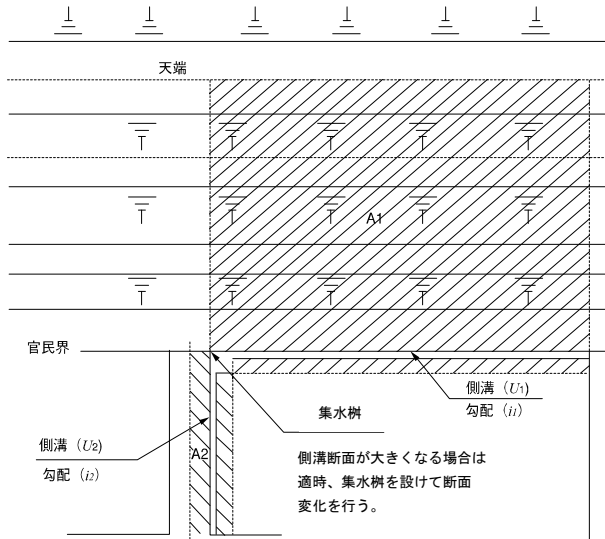 天端
A1
官民界
側溝（U1）
勾配（i1）
集水桝
側溝（U2）
勾配（i2）
A2
側溝断面が大きくなる場合は
適時、集水桝を設けて断面
変化を行う。